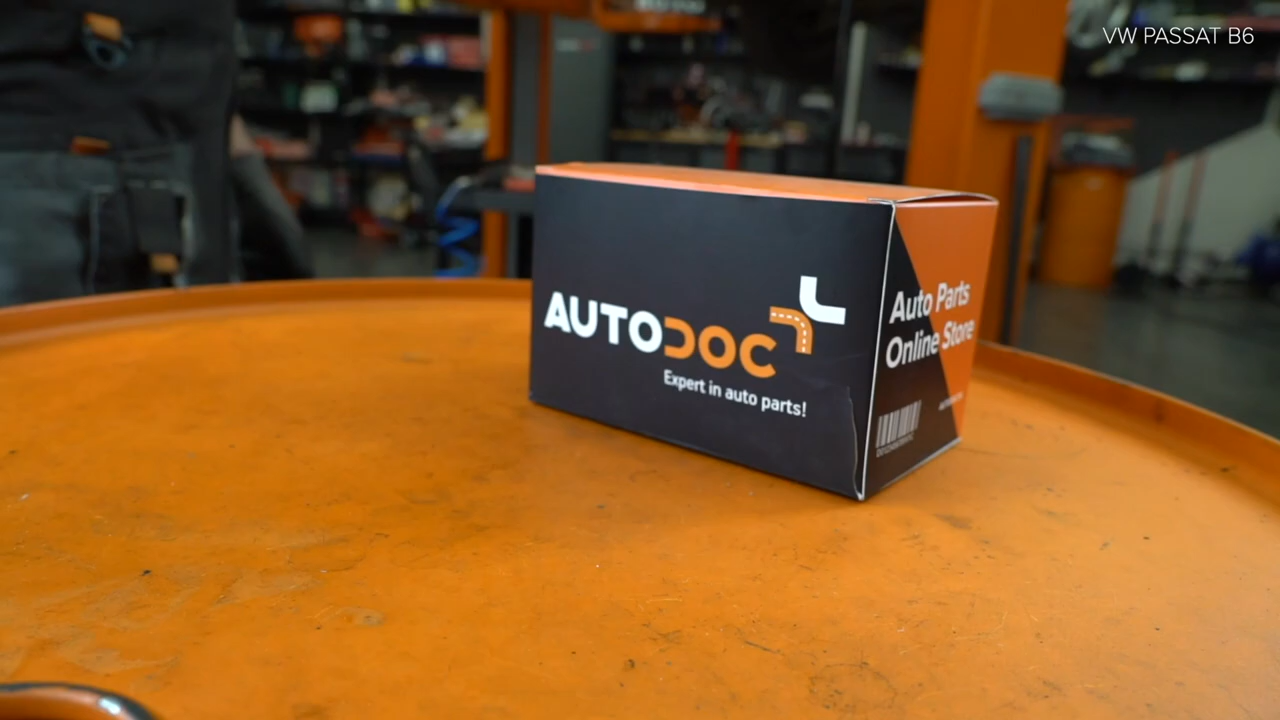 VW PASSAT B6
AUTODOC
Expert in auto parts!
Auto Parts
Online Store